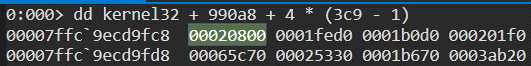 0:000> dd kernel32 + 990a8 + 4 * (3c9 - 1)
00007ffc`9ecd9fc8 00020800 0001fed0 0001b0d0 000201f0
00007ffc`9ecd9fd8 00065c70 00025330 0001b670 0003ab20